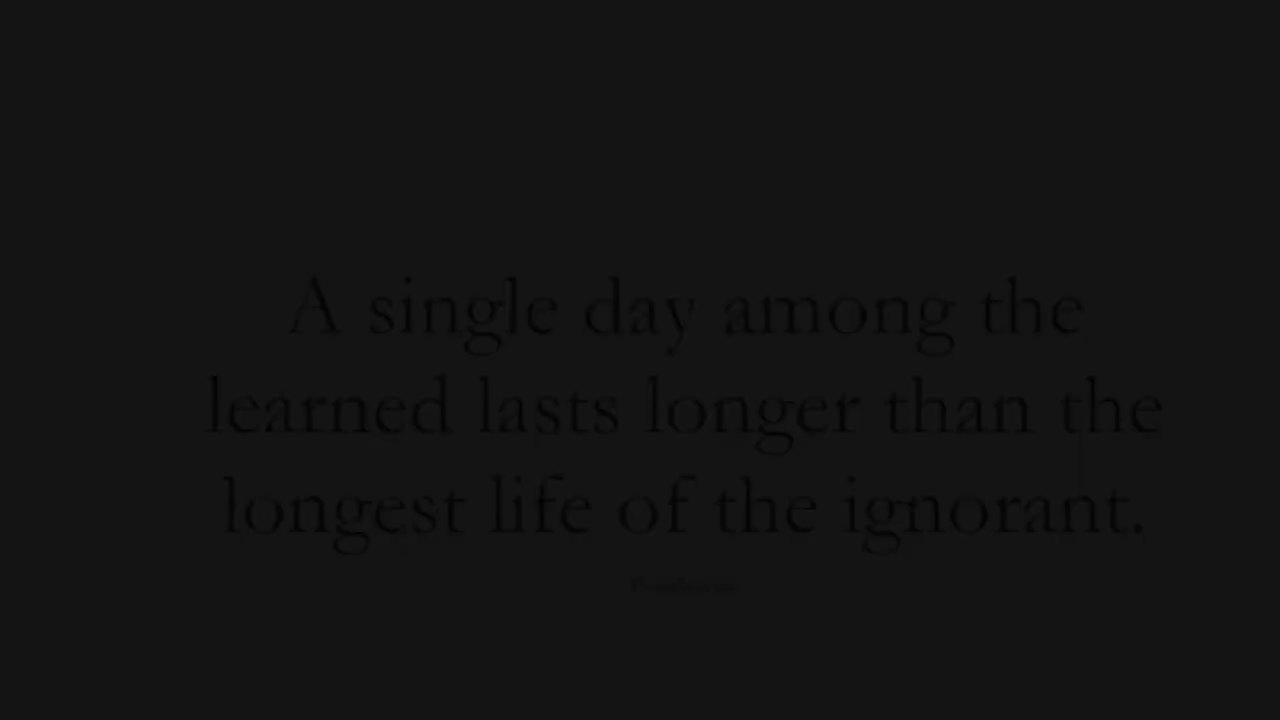 A single day among the
learned lasts longer than the
longest life of the ignorant.